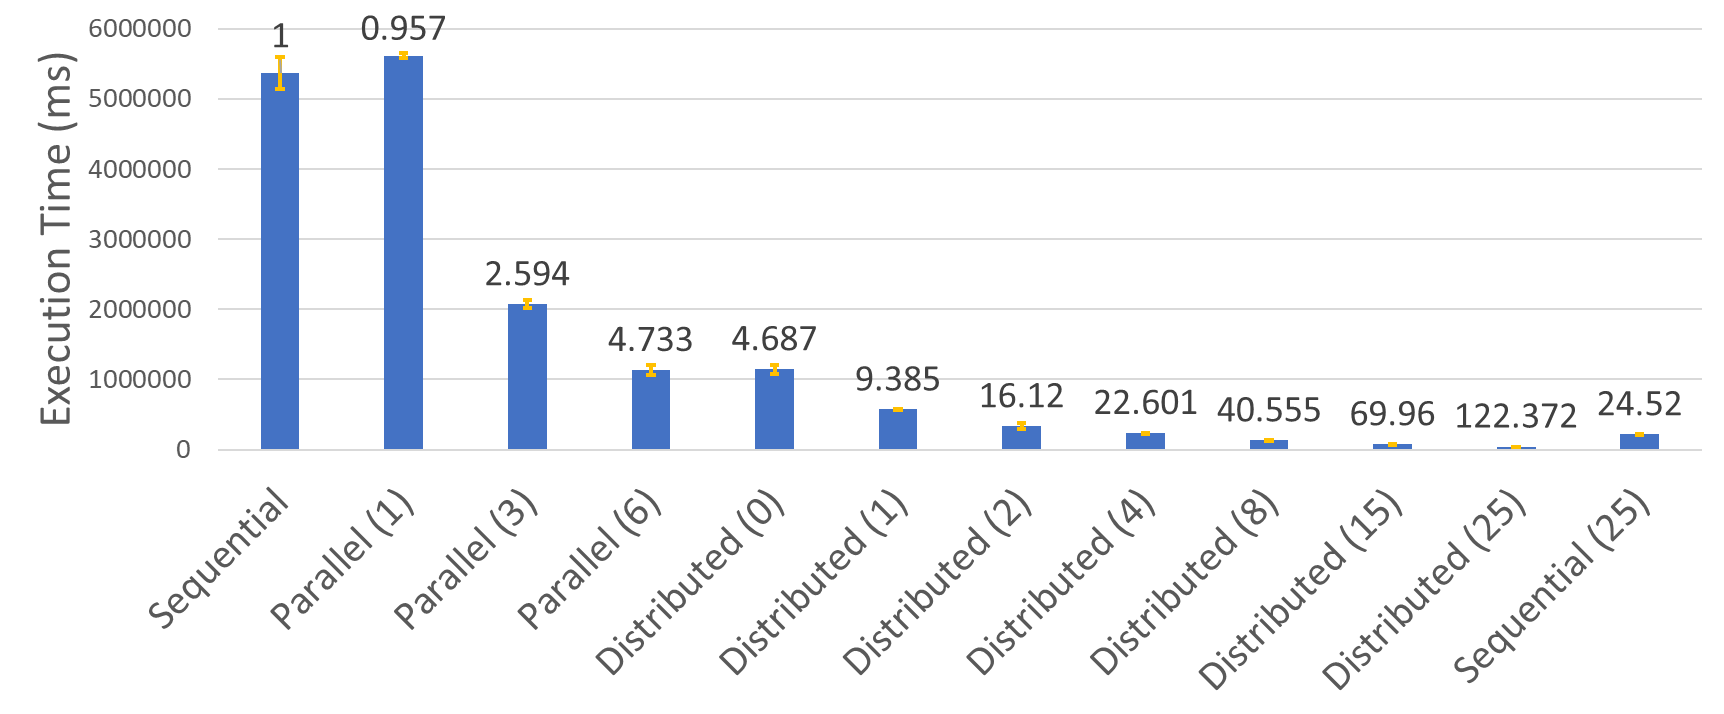 Execution Time (ms)
6000000
5000000
4000000
3000000
2000000
1000000
0
1
0.957
2.594
4.733
4.687
9.385
16.12
22.601
40.555
69.96
122.372
24.52
Sequential
Parallel (1)
Parallel (3)
Parallel (6)
Distributed (0)
Distributed (1)
Distributed (2)
Distributed (4)
Distributed (8)
Distributed (15)
Distributed (25)
Sequential (25)